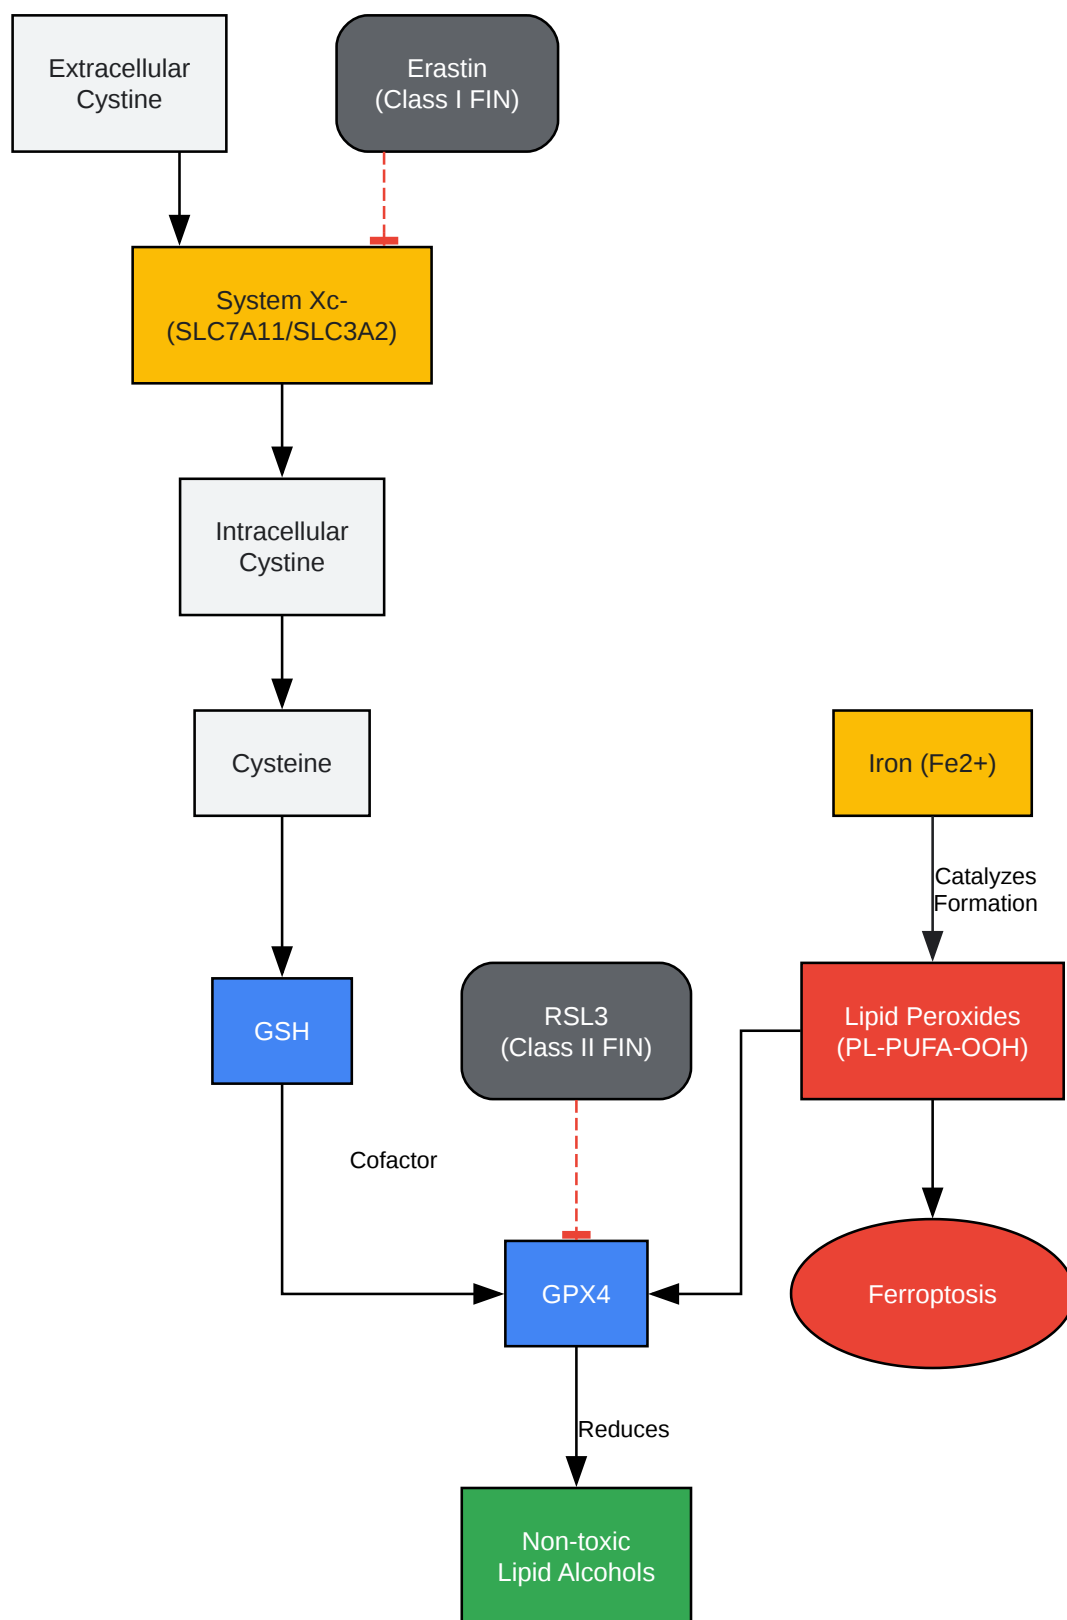 Extracellular
Cystine
Erastin
(Class I FIN)
System Xc-
(SLC7A11/SLC3A2)
Intracellular
Cystine
Cysteine
Iron (Fe2+)
Catalyzes
Formation
GSH
RSL3
(Class II FIN)
Lipid Peroxides
(PL-PUFA-OOH)
Cofactor
GPX4
Ferroptosis
Reduces
Non-toxic
Lipid Alcohols